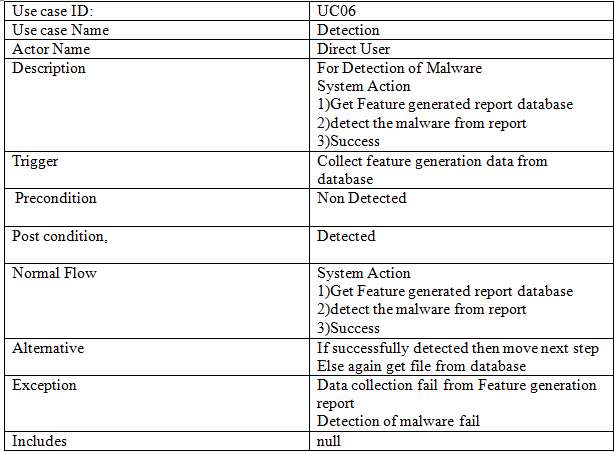 Use case ID: UC06
Use case Name Detection
Actor Name Direct User
Description For Detection of Malware
System Action
1)Get Feature generated report database
2)detect the malware from report
3)Success
Trigger Collect feature generation data from
database
Precondition Non Detected
Post condition, Detected
Normal Flow System Action
1)Get Feature generated report database
2)detect the malware from report
3)Success
Alternative If successfully detected then move next step
Else again get file from database
Exception Data collection fail from Feature generation
report
Detection of malware fail
Includes null